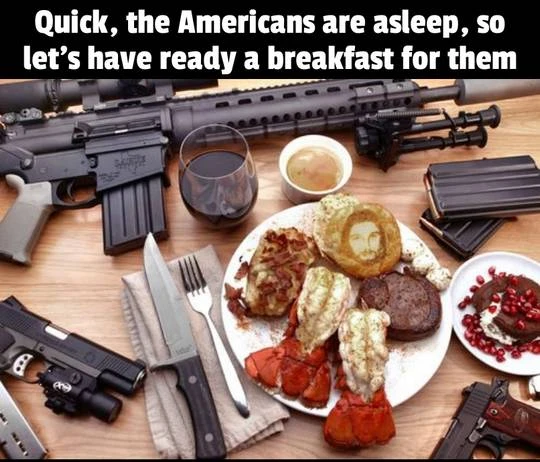 Quick, the Americans are asleep, so
let's have ready a breakfast for them